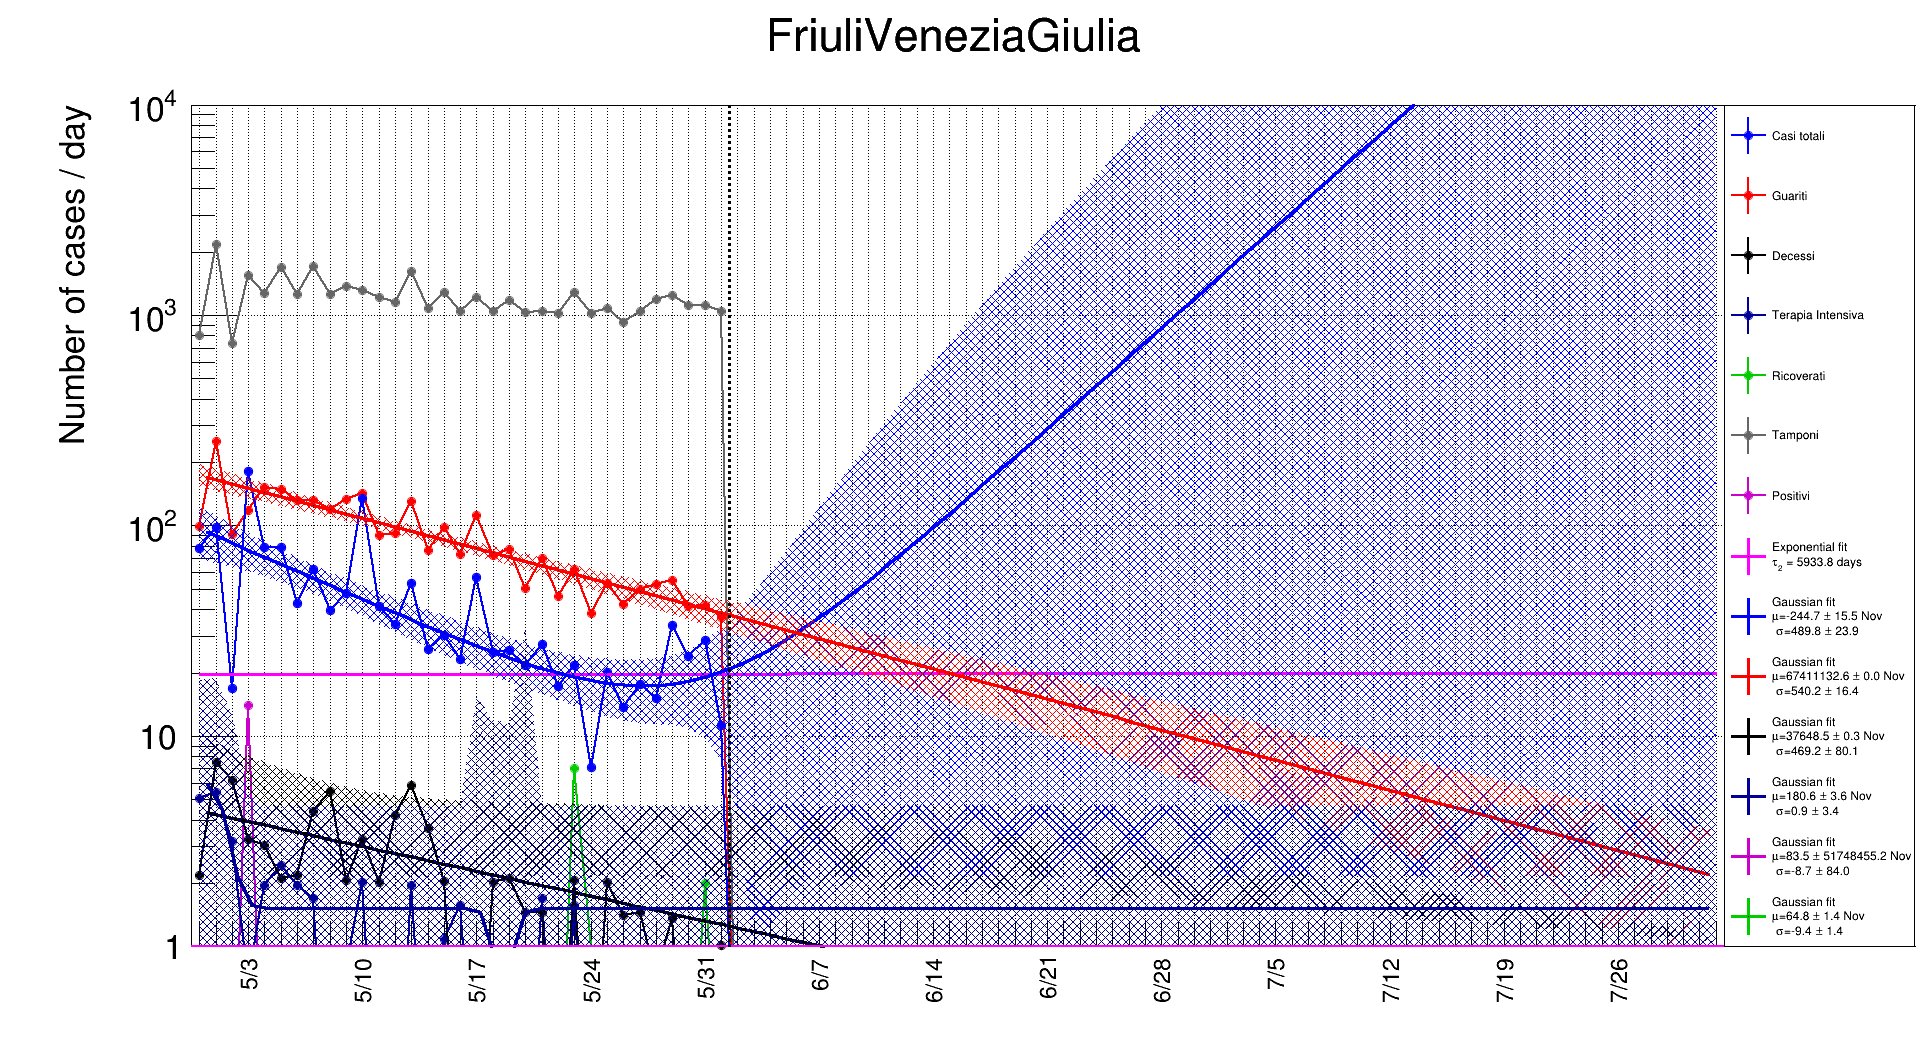 FriuliVeneziaGiulia
Number of cases / day
10^4
10^3
10^2
10
1
5/3
5/10
5/17
5/24
5/31
6/7
6/14
6/21
6/28
7/5
7/12
7/19
7/26
Casi totali
Guariti
Decessi
Terapia Intensiva
Ricoverati
Tamponi
Positivi
Exponential fit
τ2 = 5933.8 days
Gaussian fit
μ=-244.7 ± 15.5 Nov
σ=489.8 ± 23.9
Gaussian fit
μ=67411132.6 ± 0.0 Nov
σ=540.2 ± 16.4
Gaussian fit
μ=37648.5 ± 0.3 Nov
σ=469.2 ± 80.1
Gaussian fit
μ=180.6 ± 3.6 Nov
σ=0.9 ± 3.4
Gaussian fit
μ=83.5 ± 51748455.2 Nov
σ=-8.7 ± 84.0
Gaussian fit
μ=64.8 ± 1.4 Nov
σ=-9.4 ± 1.4